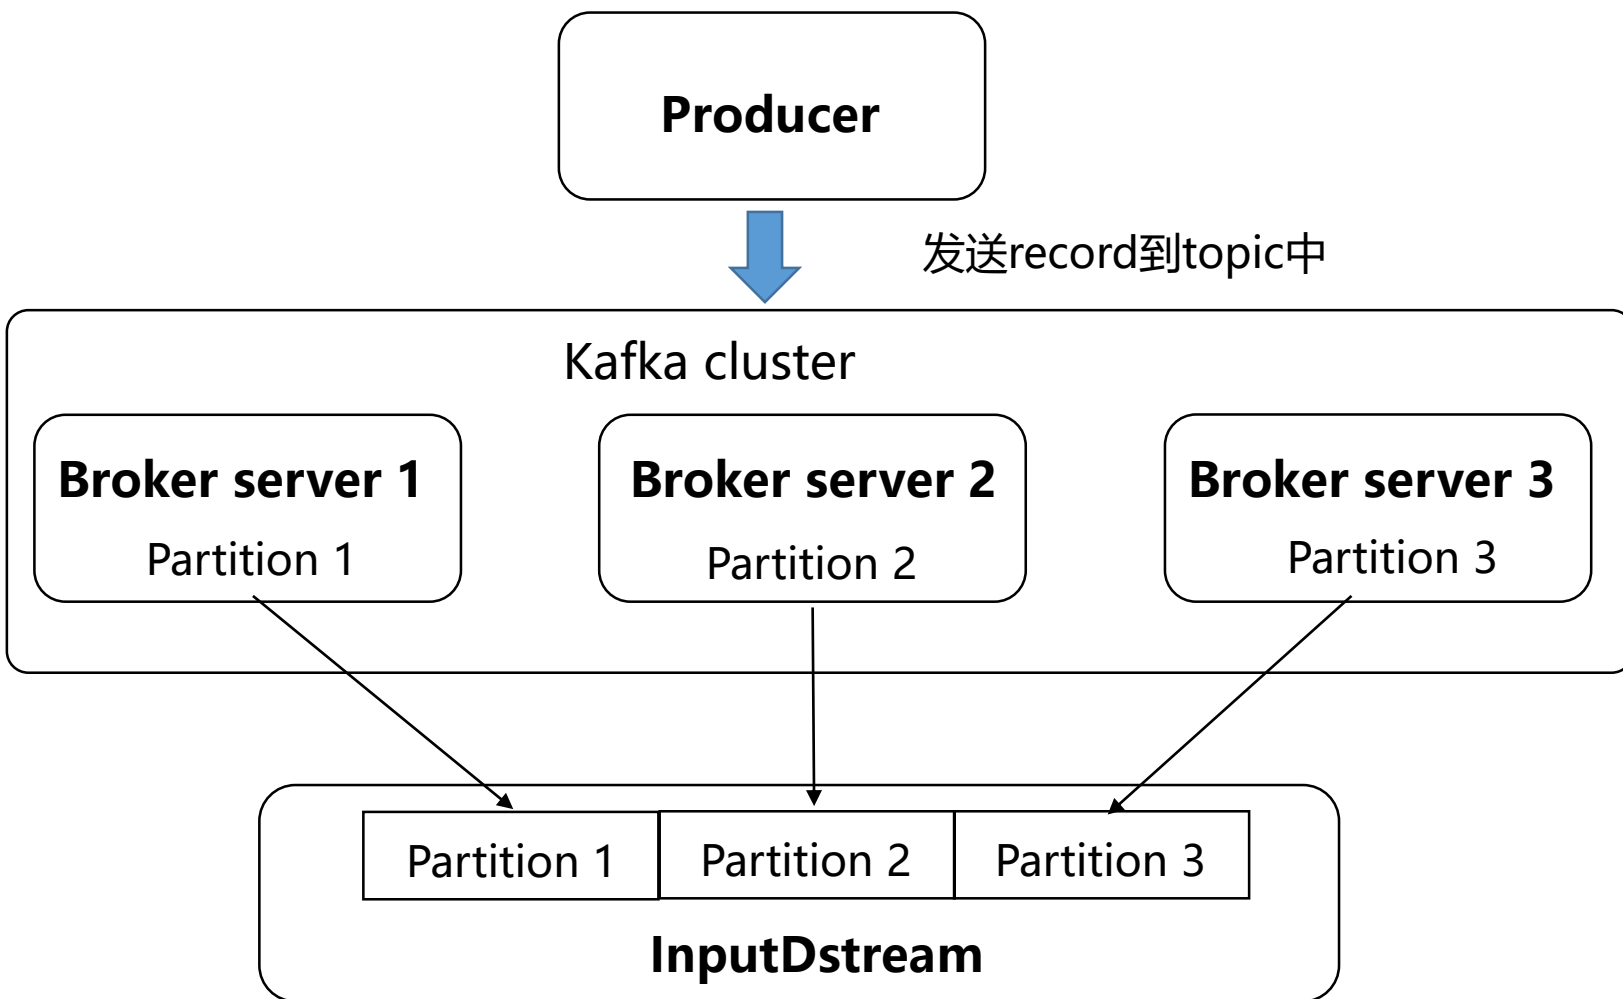 Producer
发送record到topic中
Kafka cluster
Broker server 1
Partition 1
Broker server 2
Partition 2
Broker server 3
Partition 3
Partition 1
Partition 2
Partition 3
InputDstream